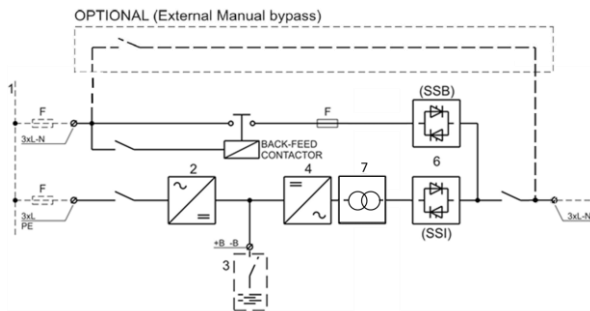 OPTIONAL (External Manual bypass)
1
(SSB)
F
F
3xL-N
BACK-FEED
CONTACTOR
6
2
4
7
F
3xL
PE
3xL-N
(SSI)
+B -B
3